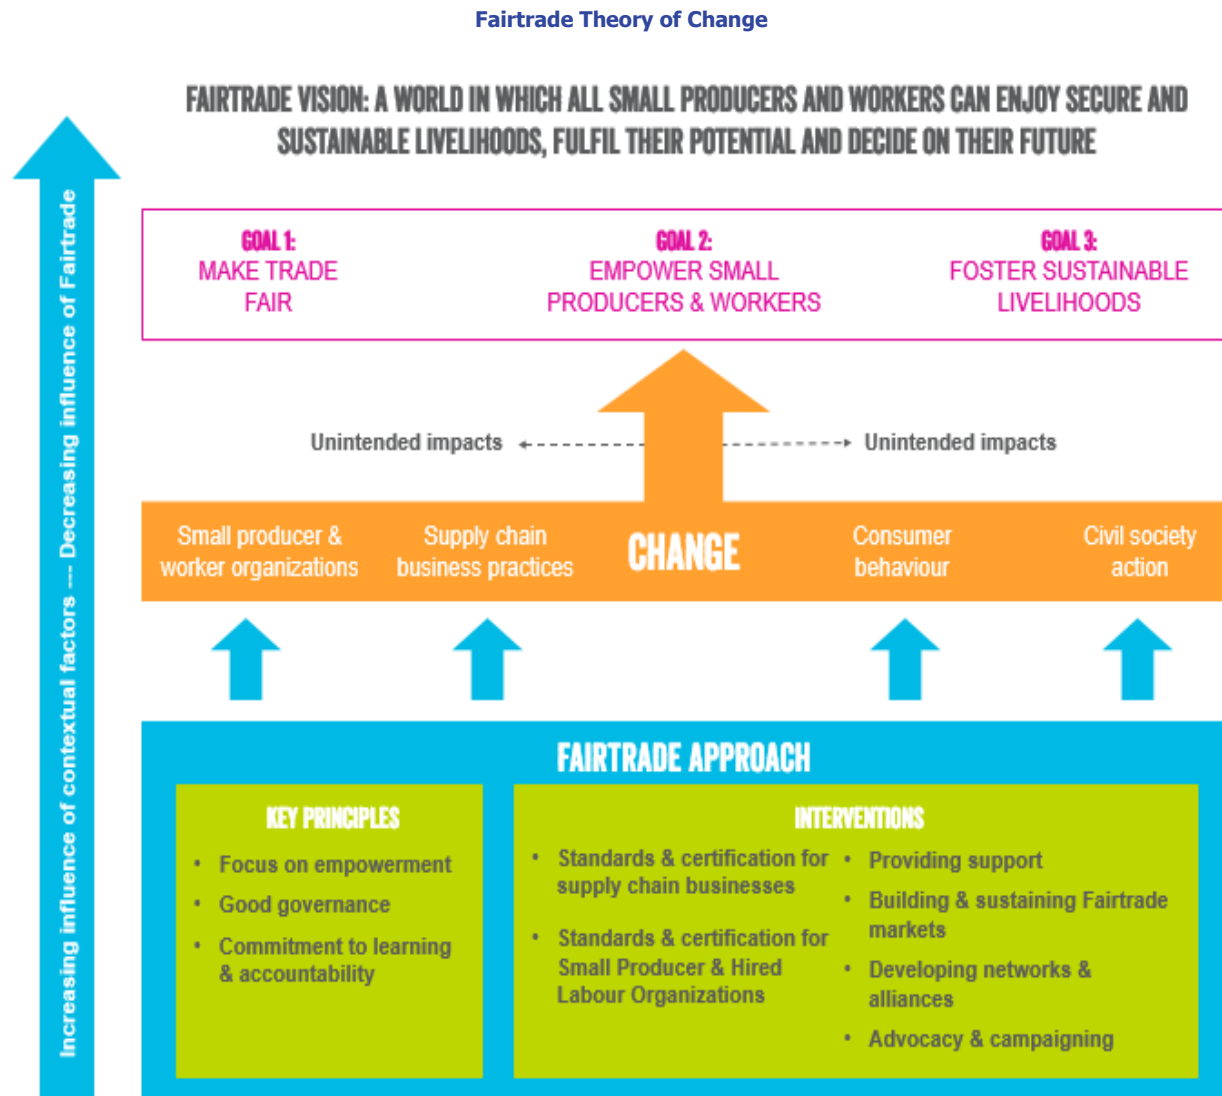 Fairtrade Theory of Change
FAIRTRADE VISION: A WORLD IN WHICH ALL SMALL PRODUCERS AND WORKERS CAN ENJOY SECURE AND
SUSTAINABLE LIVELIHOODS, FULFIL THEIR POTENTIAL AND DECIDE ON THEIR FUTURE
Increasing influence of contextual factors --- Decreasing influence of Fairtrade
GOAL 1:
MAKE TRADE
FAIR
GOAL 2:
EMPOWER SMALL
PRODUCERS & WORKERS
GOAL 3:
FOSTER SUSTAINABLE
LIVELIHOODS
Unintended impacts
Unintended impacts
Small producer &
worker organizations
Supply chain
business practices
CHANGE
Consumer
behaviour
Civil society
action
FAIRTRADE APPROACH
KEY PRINCIPLES
• Focus on empowerment
• Good governance
• Commitment to learning
& accountability
INTERVENTIONS
• Standards & certification for
supply chain businesses
• Standards & certification for
Small Producer & Hired
Labour Organizations
• Providing support
• Building & sustaining Fairtrade
markets
• Developing networks &
alliances
• Advocacy & campaigning